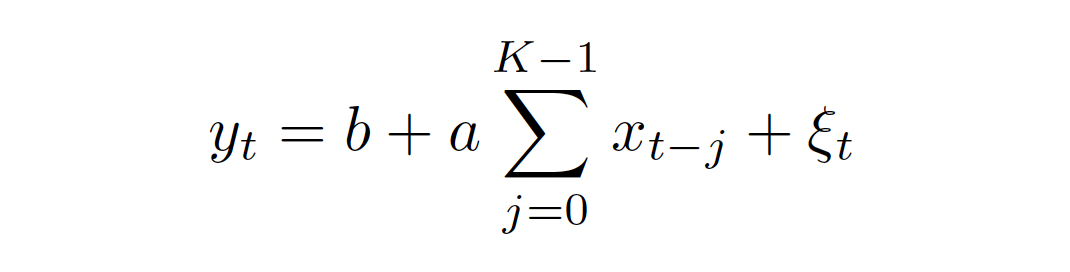 y_t = b + a \sum_{j=0}^{K-1} x_{t-j} + \xi_t